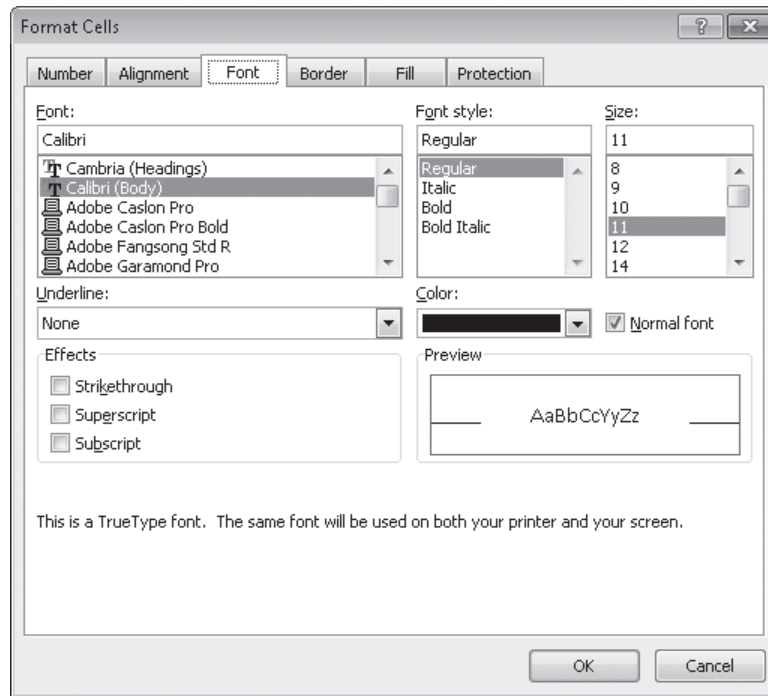 Format Cells
Number Alignment Font Border Fill Protection
Font: Font style: Size:
Calibri Regular 11
Cambria (Headings) Regular 8
Calibri (Body) Italic 9
Adobe Caslon Pro Bold 10
Adobe Caslon Pro Bold Bold Italic 11
Adobe Fangsong Std R 12
Adobe Garamond Pro 14
Underline: Color:
None Normal font
Effects Preview
Strikethrough
Superscript AaBbCcYyZz
Subscript
This is a TrueType font. The same font will be used on both your printer and your screen.
OK Cancel